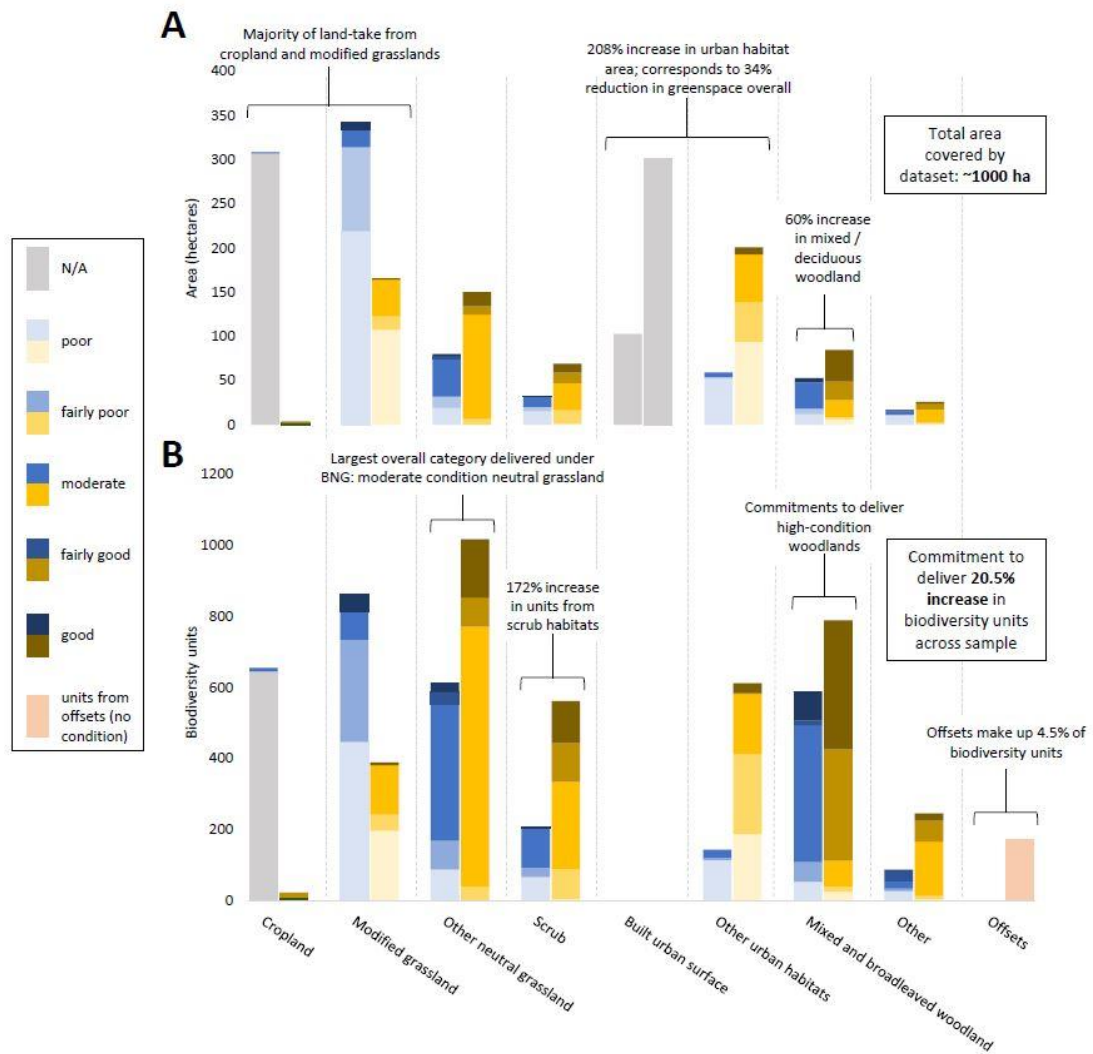 A
Majority of land-take from
cropland and modified grasslands
208% increase in urban habitat
area; corresponds to 34%
reduction in greenspace overall
Total area
covered by
dataset: ~1000 ha
60% increase
in mixed /
deciduous
woodland
Area (hectares)
400
350
300
250
200
150
100
50
0
N/A
poor
fairly poor
moderate
fairly good
good
units from
offsets (no
condition)
B
Largest overall category delivered under
BNG: moderate condition neutral grassland
172% increase
in units from
scrub habitats
Commitments to deliver
high-condition
woodlands
Commitment to
deliver 20.5%
increase in
biodiversity units
across sample
Offsets make up 4.5% of
biodiversity units
Biodiversity units
1200
1000
800
600
400
200
0
Cropland
Modified grassland
Other neutral grassland
Scrub
Built urban surface
Other urban habitats
Mixed and broadleaved woodland
Other
Offsets